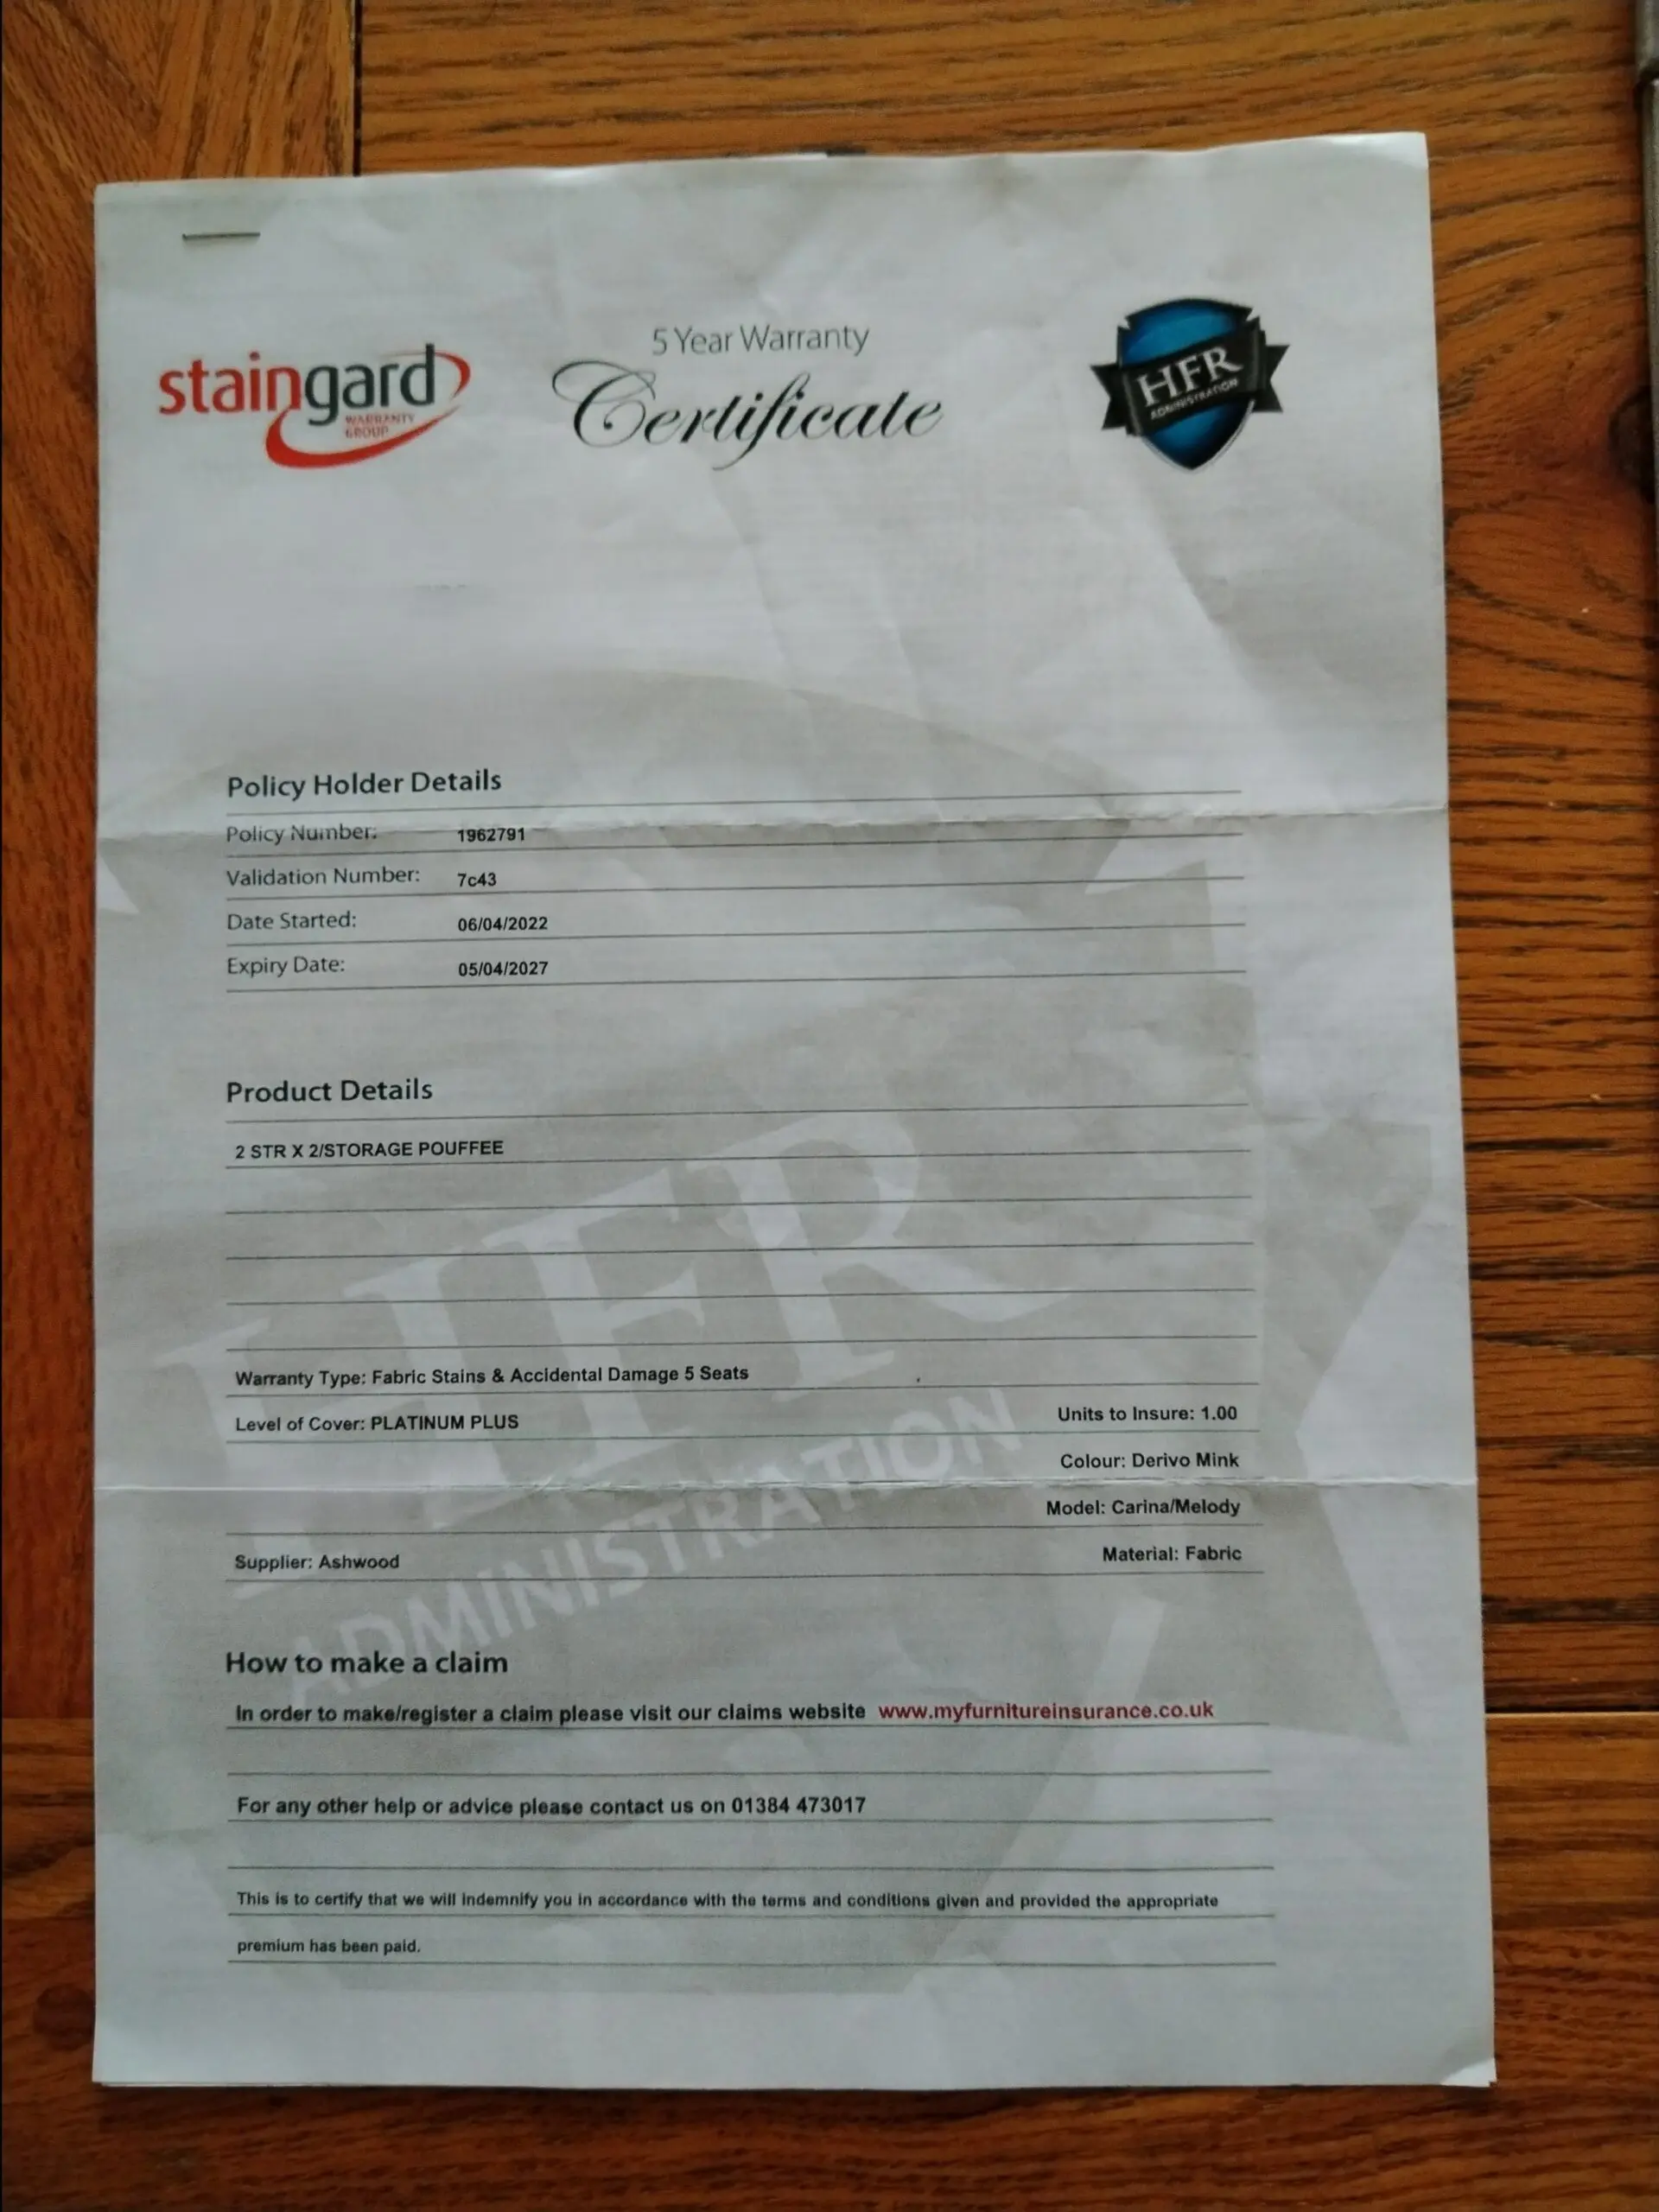 staingard
WARRANTY
GROUP
5 Year Warranty
Certificate
HFR
ADMINISTRATION
Policy Holder Details
Policy Number: 1962791
Validation Number: 7c43
Date Started: 06/04/2022
Expiry Date: 05/04/2027
Product Details
2 STR X 2/STORAGE POUFFEE
Warranty Type: Fabric Stains & Accidental Damage 5 Seats
Level of Cover: PLATINUM PLUS Units to Insure: 1.00
Colour: Derivo Mink
Model: Carina/Melody
Supplier: Ashwood Material: Fabric
HFR
ADMINISTRATION
How to make a claim
In order to make/register a claim please visit our claims website www.myfurnitureinsurance.co.uk
For any other help or advice please contact us on 01384 473017
This is to certify that we will indemnify you in accordance with the terms and conditions given and provided the appropriate
premium has been paid.